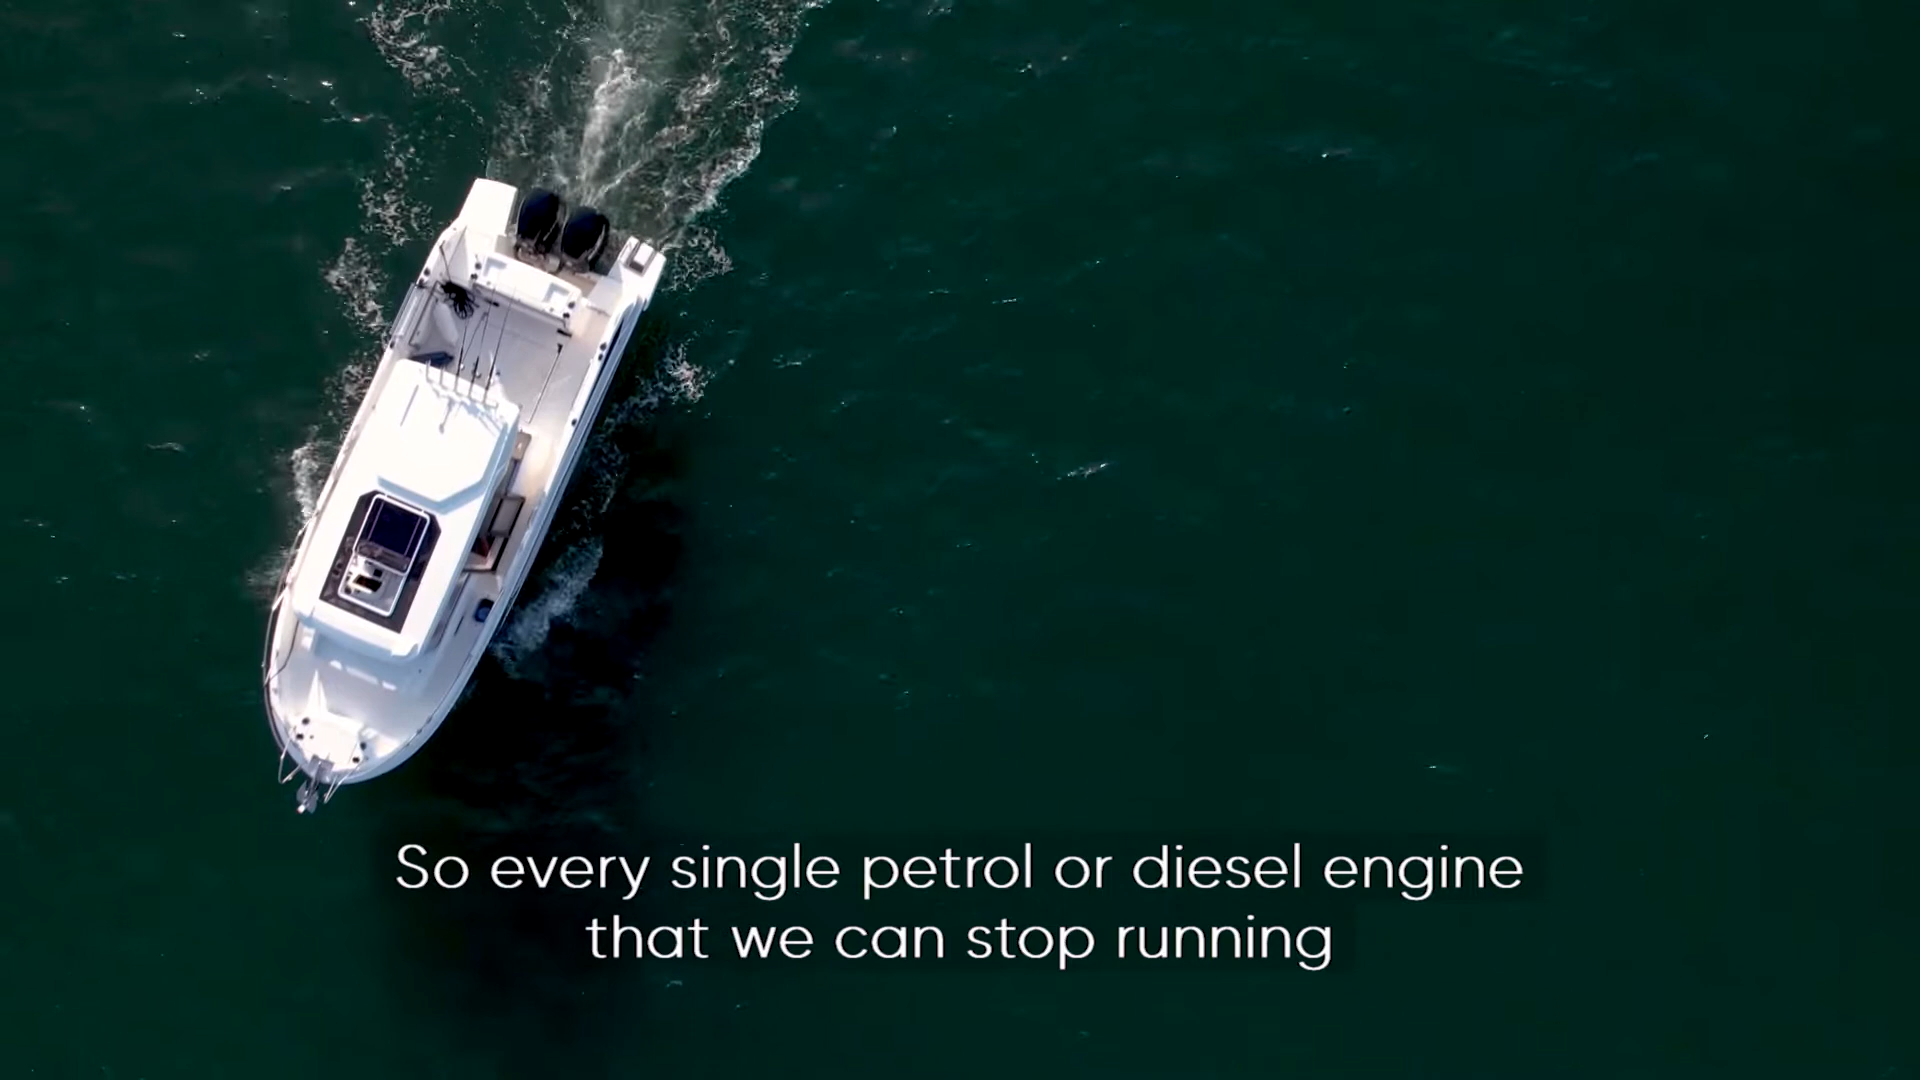 So every single petrol or diesel engine
that we can stop running